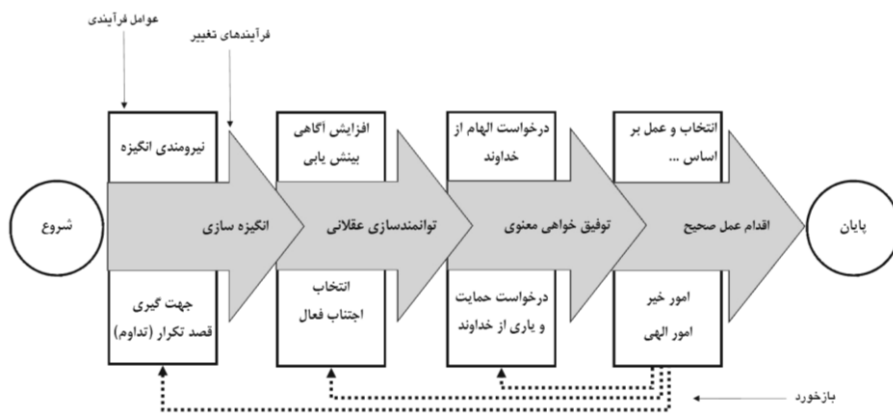 عوامل فرآیندی
فرآیندهای تغییر
شروع
نیرومندی انگیزه
انگیزه سازی
جهت گیری
قصد تکرار (تداوم)
افزایش آگاهی
بینش یابی
توانمندسازی عقلانی
انتخاب
اجتناب فعال
درخواست الهام از
خداوند
توفیق خواهی معنوی
درخواست حمایت
و یاری از خداوند
انتخاب و عمل بر
اساس ...
اقدام عمل صحیح
امور خیر
امور الهی
پایان
بازخورد